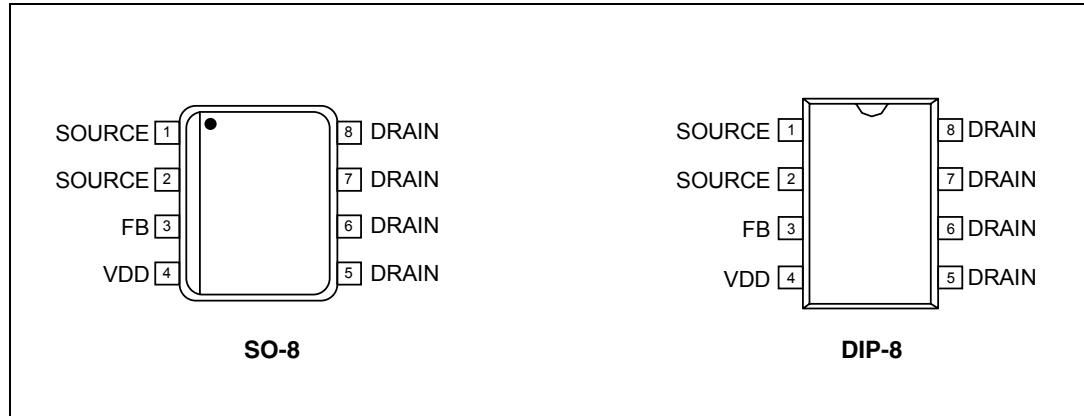 SOURCE 1 8 DRAIN
SOURCE 2 7 DRAIN
FB 3 6 DRAIN
VDD 4 5 DRAIN
SO-8
SOURCE 1 8 DRAIN
SOURCE 2 7 DRAIN
FB 3 6 DRAIN
VDD 4 5 DRAIN
DIP-8